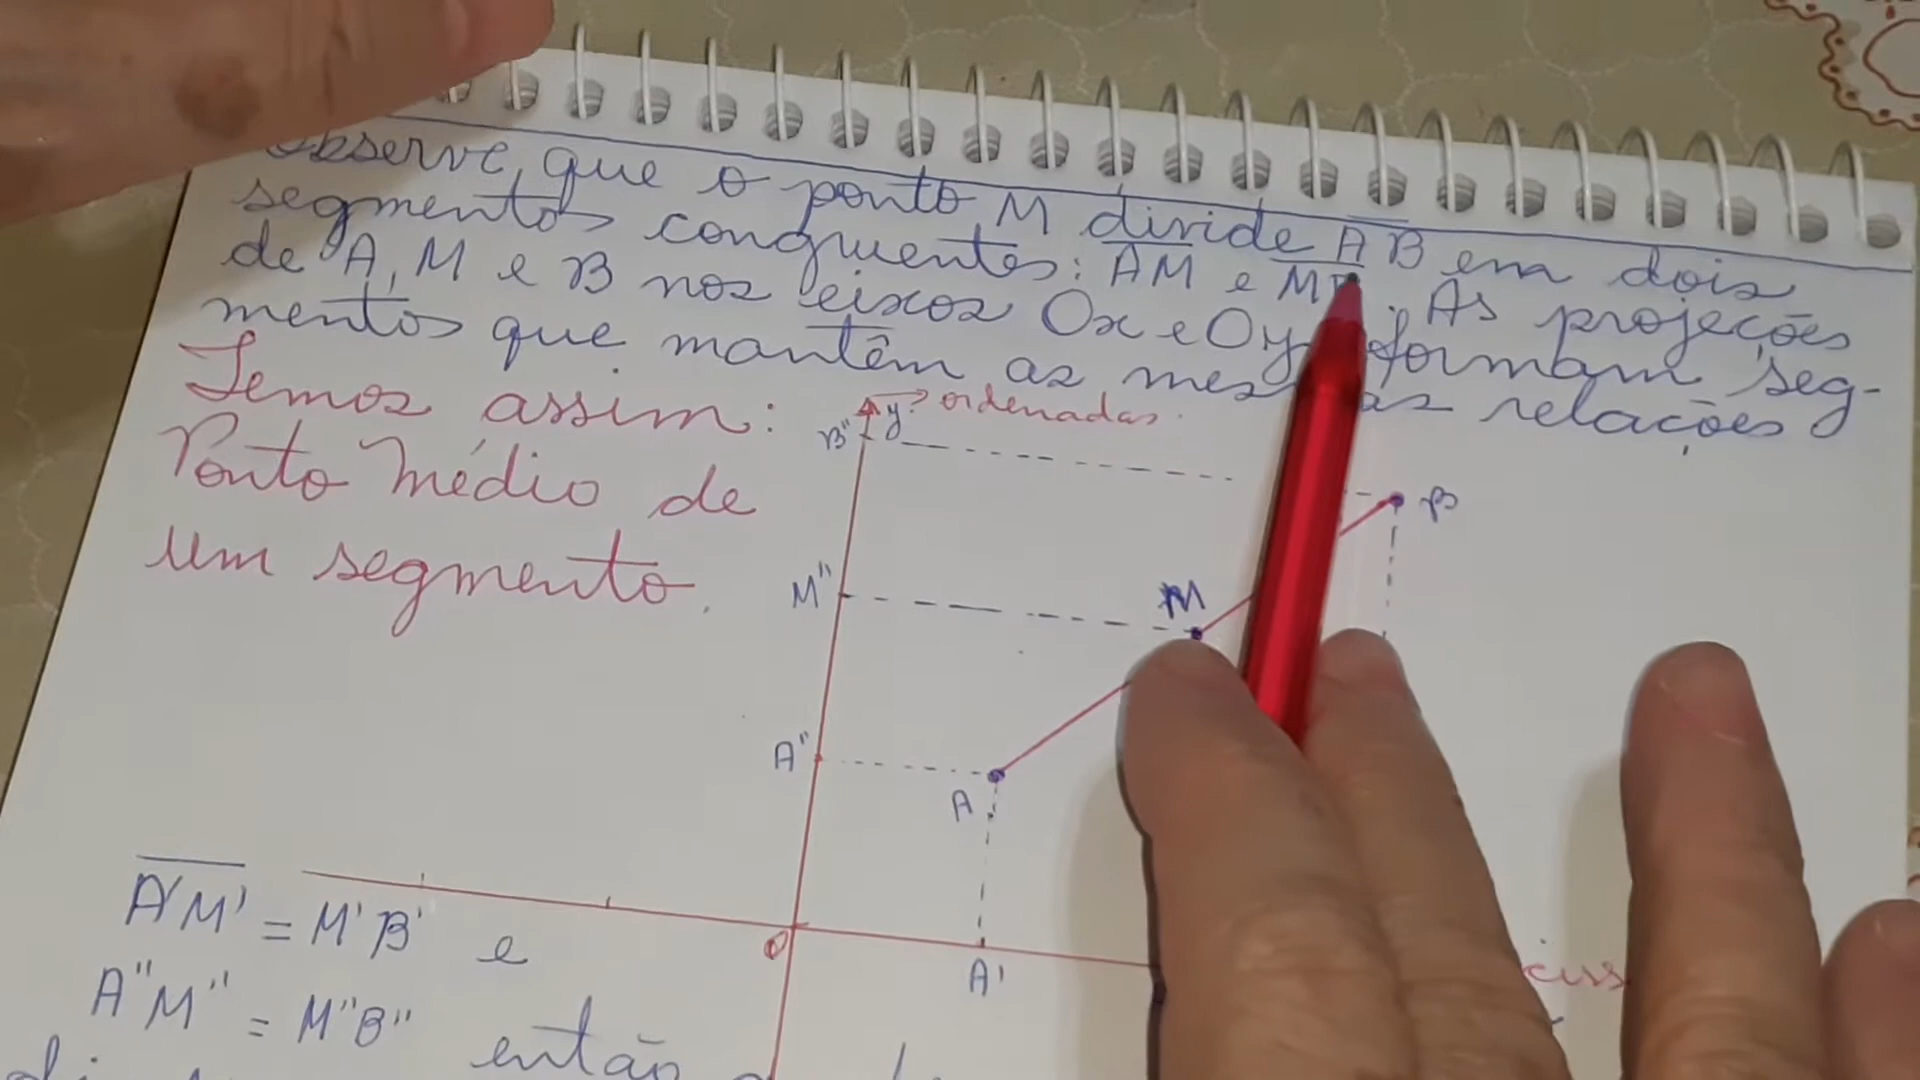 Observe, que o ponto M divide AB em dois
segmentos congruentes: AM e MB. As projeções
de A, M e B nos eixos Ox e Oy formam seg-
mentos que mantêm as relações
Temos assim:
Ponto médio de
um segmento.
y → ordenadas
B"
B
M"
M
A"
A
A'M' = M'B' e
O
A'
A"M" = M"B"
então